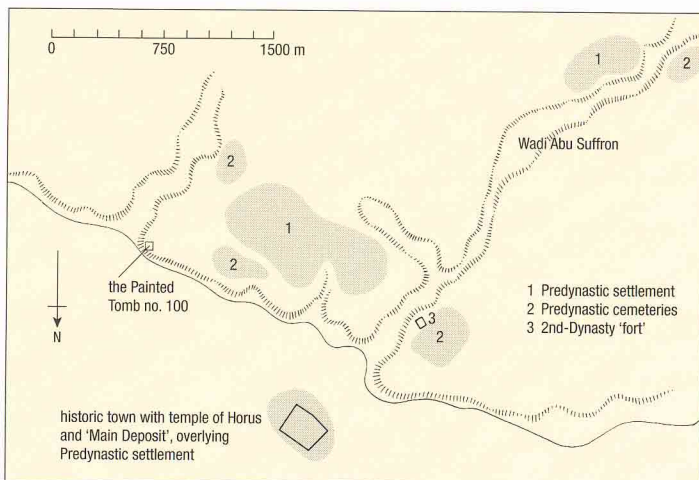 0 750 1500 m
1
2
Wadi Abu Suffron
2
1
2
the Painted
Tomb no. 100
N
3
2
1 Predynastic settlement
2 Predynastic cemeteries
3 2nd-Dynasty ‘fort’
historic town with temple of Horus
and ‘Main Deposit’, overlying
Predynastic settlement